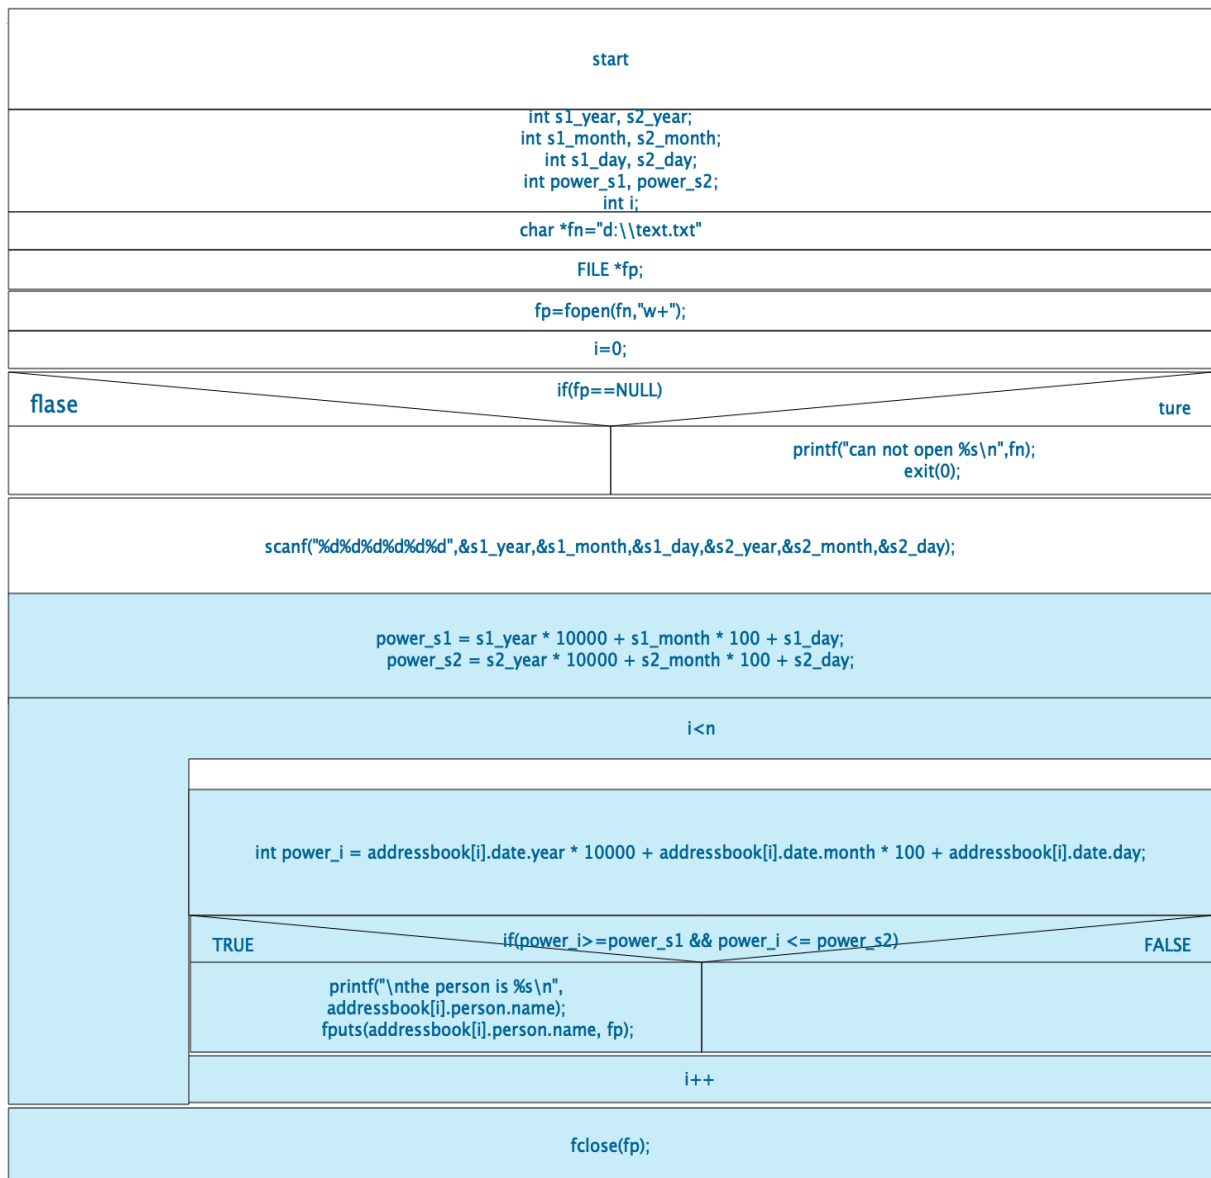 start
int s1_year, s2_year;
int s1_month, s2_month;
int s1_day, s2_day;
int power_s1, power_s2;
int i;
char *fn="d:\\text.txt"
FILE *fp;
fp=fopen(fn,"w+");
i=0;
if(fp==NULL)
flase
ture
printf("can not open %s\n",fn);
exit(0);
scanf("%d%d%d%d%d%d",&s1_year,&s1_month,&s1_day,&s2_year,&s2_month,&s2_day);
power_s1 = s1_year * 10000 + s1_month * 100 + s1_day;
power_s2 = s2_year * 10000 + s2_month * 100 + s2_day;
i<n
int power_i = addressbook[i].date.year * 10000 + addressbook[i].date.month * 100 + addressbook[i].date.day;
if(power_i>=power_s1 && power_i <= power_s2)
TRUE
FALSE
printf("\nthe person is %s\n",
addressbook[i].person.name);
fputs(addressbook[i].person.name, fp);
i++
fclose(fp);